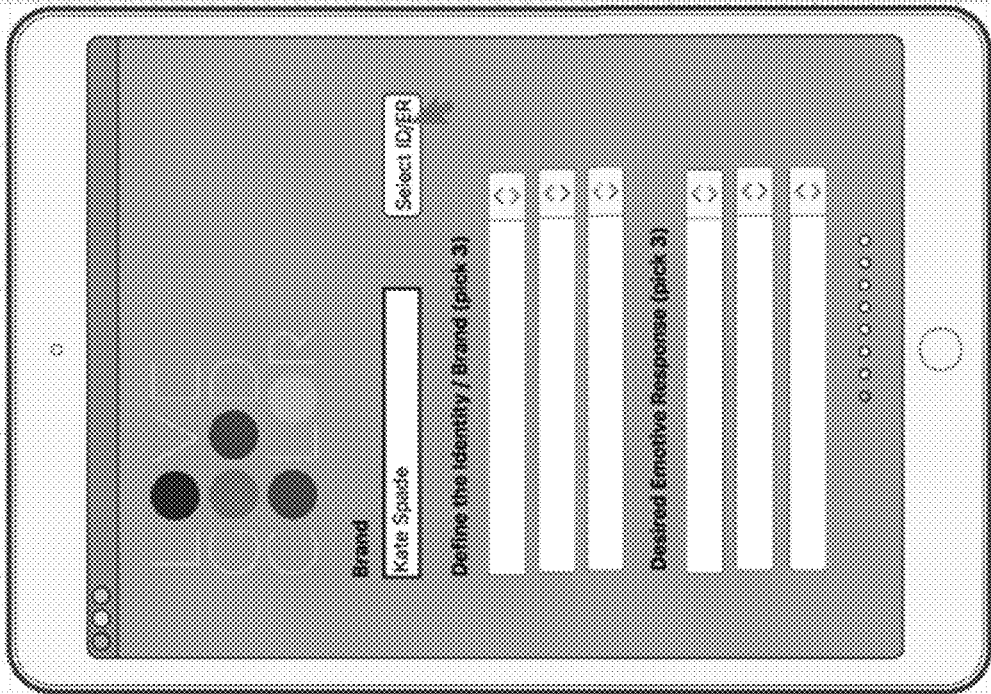 Brand
Kate Spade
Select ID/ER
Define the Identity / Brand (pick 3)
Desired Emotive Response (pick 3)